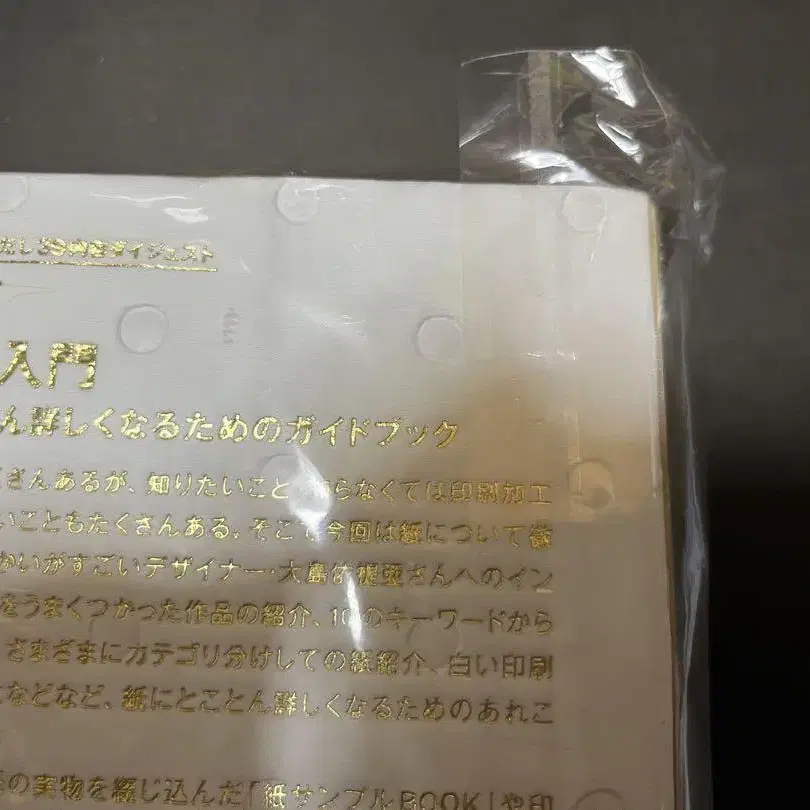 ダイジェスト
入門
ん詳しくなるためのガイドブック
さんあるが、知りたいこと、知らなくては印刷加工
いこともたくさんある。そこで今回は紙について徹
かいがすごいデザイナー・大島依提亜さんへのイン
をうまくつかった作品の紹介、10のキーワードから
さまざまにカテゴリ分けしての紙紹介、白い印刷
などなど、紙にとことん詳しくなるためのあれこ
の実物を綴じ込んだ「紙サンプルBOOK」や印